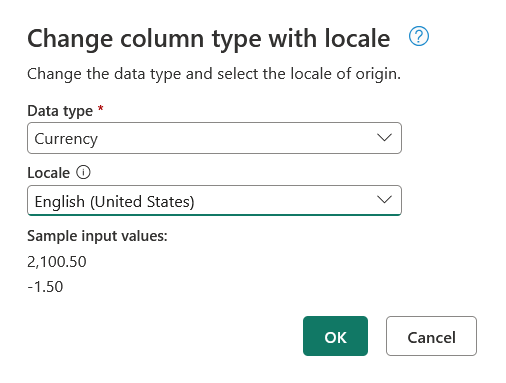 Change column type with locale
Change the data type and select the locale of origin.
Data type *
Currency
Locale
English (United States)
Sample input values:
2,100.50
-1.50
OK Cancel